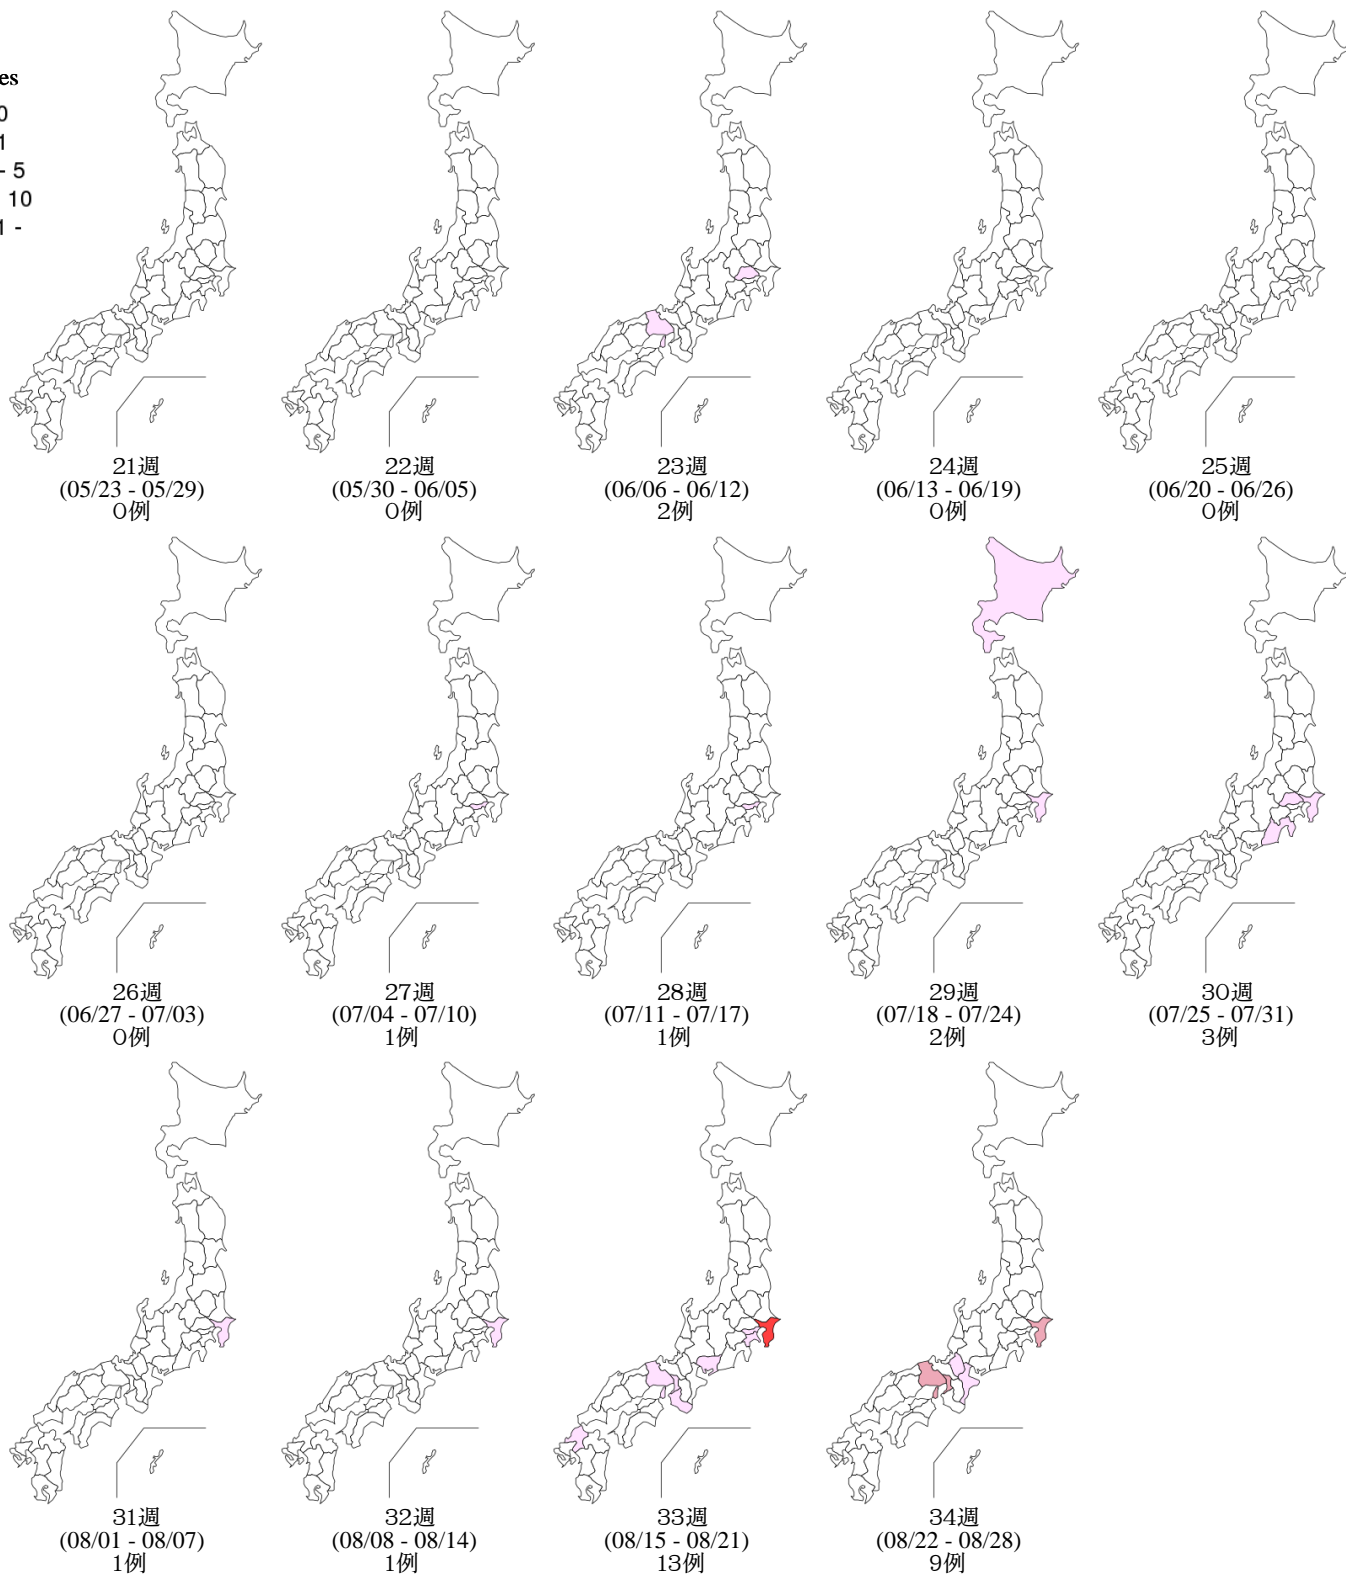 es
0
1
- 5
10
1 -
21週
(05/23 - 05/29)
0例
22週
(05/30 - 06/05)
0例
23週
(06/06 - 06/12)
2例
24週
(06/13 - 06/19)
0例
25週
(06/20 - 06/26)
0例
26週
(06/27 - 07/03)
0例
27週
(07/04 - 07/10)
1例
28週
(07/11 - 07/17)
1例
29週
(07/18 - 07/24)
2例
30週
(07/25 - 07/31)
3例
31週
(08/01 - 08/07)
1例
32週
(08/08 - 08/14)
1例
33週
(08/15 - 08/21)
13例
34週
(08/22 - 08/28)
9例